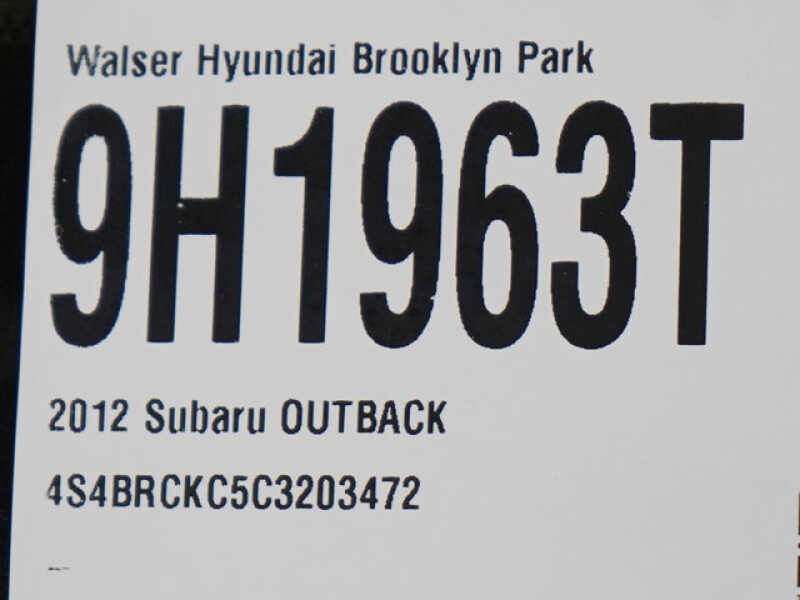 Walser Hyundai Brooklyn Park
9H1963T
2012 Subaru OUTBACK
4S4BRCKC5C3203472